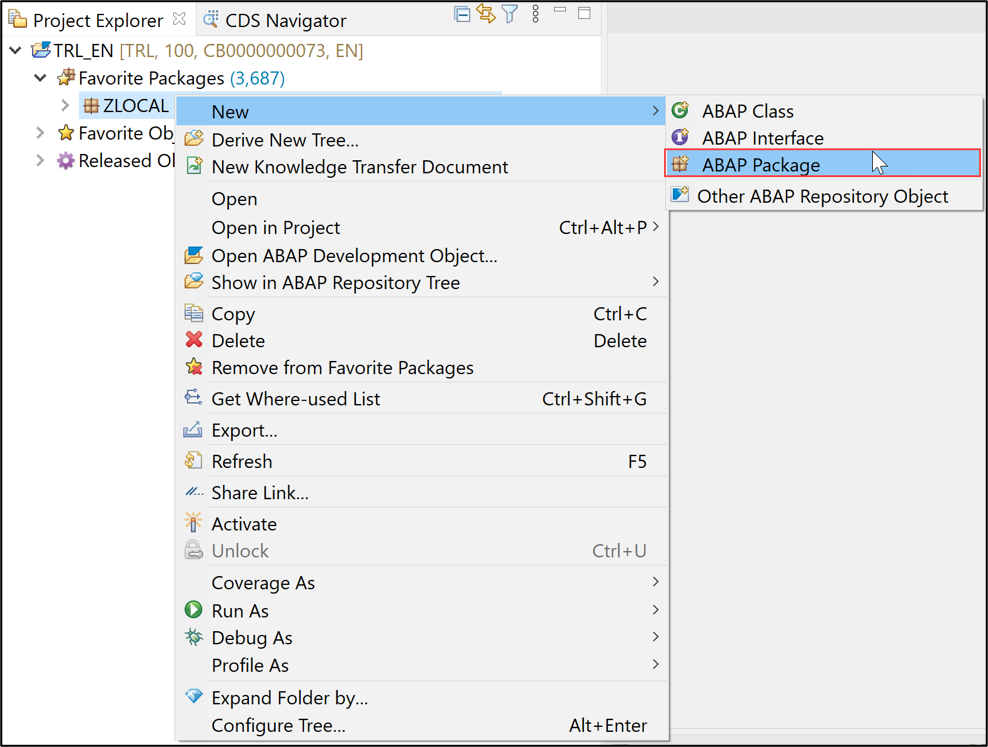 Project Explorer CDS Navigator
TRL_EN [TRL, 100, CB0000000073, EN]
Favorite Packages (3,687)
ZLOCAL
Favorite Obj
Released Ol
New
Derive New Tree...
New Knowledge Transfer Document
Open
Open in Project Ctrl+Alt+P
Open ABAP Development Object...
Show in ABAP Repository Tree
Copy Ctrl+C
Delete Delete
Remove from Favorite Packages
Get Where-used List Ctrl+Shift+G
Export...
Refresh F5
Share Link...
Activate
Unlock Ctrl+U
Coverage As
Run As
Debug As
Profile As
Expand Folder by...
Configure Tree... Alt+Enter
ABAP Class
ABAP Interface
ABAP Package
Other ABAP Repository Object